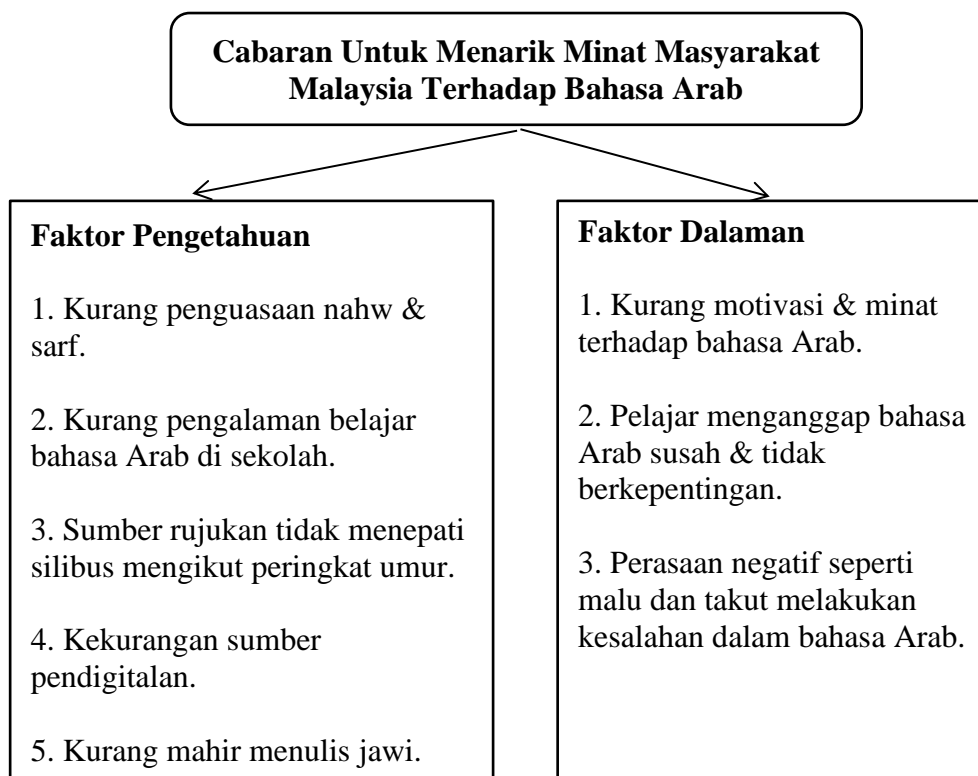 Cabaran Untuk Menarik Minat Masyarakat
Malaysia Terhadap Bahasa Arab
Faktor Pengetahuan
1. Kurang penguasaan nahw &
sarf.
2. Kurang pengalaman belajar
bahasa Arab di sekolah.
3. Sumber rujukan tidak menepati
silibus mengikut peringkat umur.
4. Kekurangan sumber
pendigitalan.
5. Kurang mahir menulis jawi.
Faktor Dalaman
1. Kurang motivasi & minat
terhadap bahasa Arab.
2. Pelajar menganggap bahasa
Arab susah & tidak
berkepentingan.
3. Perasaan negatif seperti
malu dan takut melakukan
kesalahan dalam bahasa Arab.